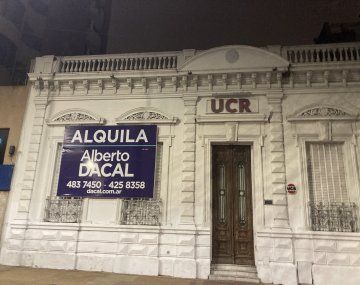 UCR
ALQUILA
Alberto
DACAL
483 7450 - 425 8358
dacal.com.ar